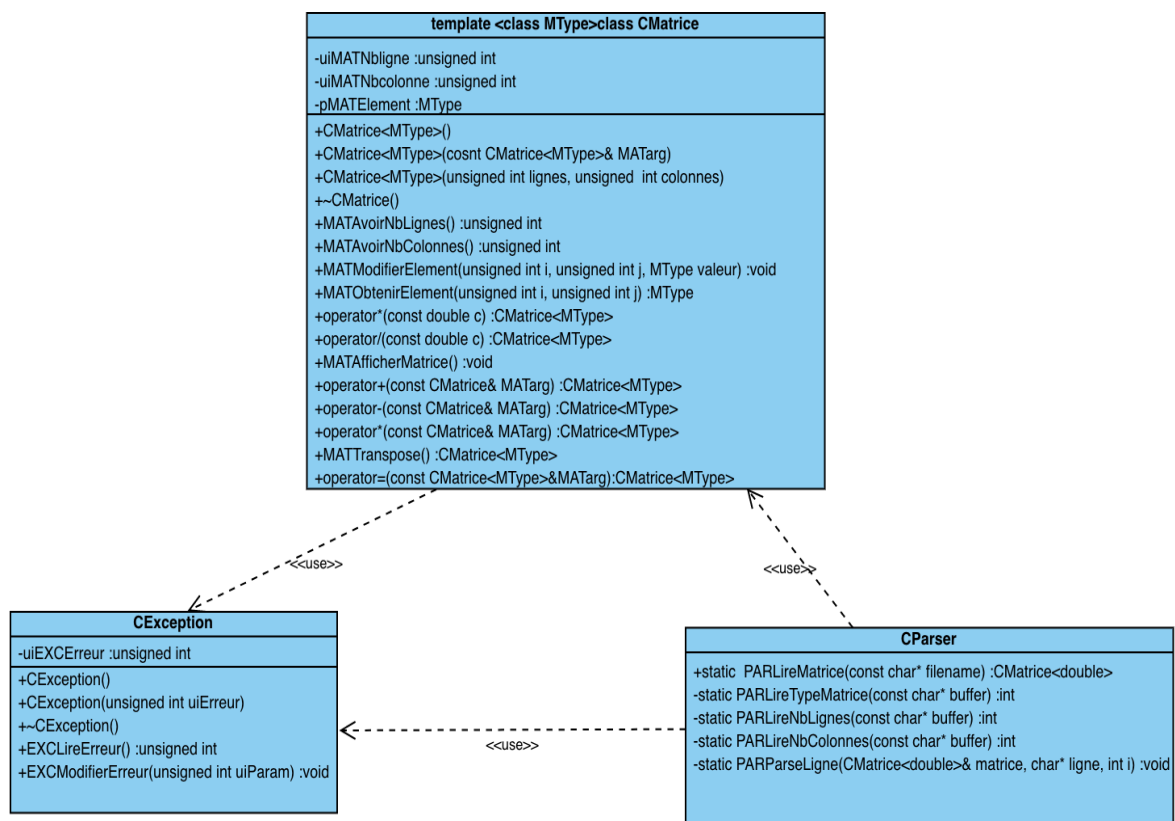 template <class MType>class CMatrice
-uiMATNbligne :unsigned int
-uiMATNbcolonne :unsigned int
-pMATElement :MType
+CMatrice<MType>()
+CMatrice<MType>(cosnt CMatrice<MType>& MATarg)
+CMatrice<MType>(unsigned int lignes, unsigned  int colonnes)
+~CMatrice()
+MATAvoirNbLignes() :unsigned int
+MATAvoirNbColonnes() :unsigned int
+MATModifierElement(unsigned int i, unsigned int j, MType valeur) :void
+MATObtenirElement(unsigned int i, unsigned int j) :MType
+operator*(const double c) :CMatrice<MType>
+operator/(const double c) :CMatrice<MType>
+MATAfficherMatrice() :void
+operator+(const CMatrice& MATarg) :CMatrice<MType>
+operator-(const CMatrice& MATarg) :CMatrice<MType>
+operator*(const CMatrice& MATarg) :CMatrice<MType>
+MATTranspose() :CMatrice<MType>
+operator=(const CMatrice<MType>&MATarg):CMatrice<MType>
<<use>>
<<use>>
CException
-uiEXCErreur :unsigned int
+CException()
+CException(unsigned int uiErreur)
+~CException()
+EXCLireErreur() :unsigned int
+EXCModifierErreur(unsigned int uiParam) :void
<<use>>
CParser
+static  PARLireMatrice(const char* filename) :CMatrice<double>
-static PARLireTypeMatrice(const char* buffer) :int
-static PARLireNbLignes(const char* buffer) :int
-static PARLireNbColonnes(const char* buffer) :int
-static PARParseLigne(CMatrice<double>& matrice, char* ligne, int i) :void